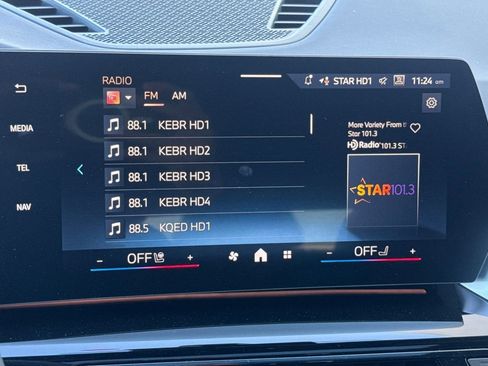 RADIO
STAR HD1
11:24 am
FM
AM
MEDIA
TEL
NAV
88.1 KEBR HD1
88.1 KEBR HD2
88.1 KEBR HD3
88.1 KEBR HD4
88.5 KQED HD1
More Variety From
Star 101.3
HD Radio 101.3 ST
STAR101.3
- OFF +
- OFF +